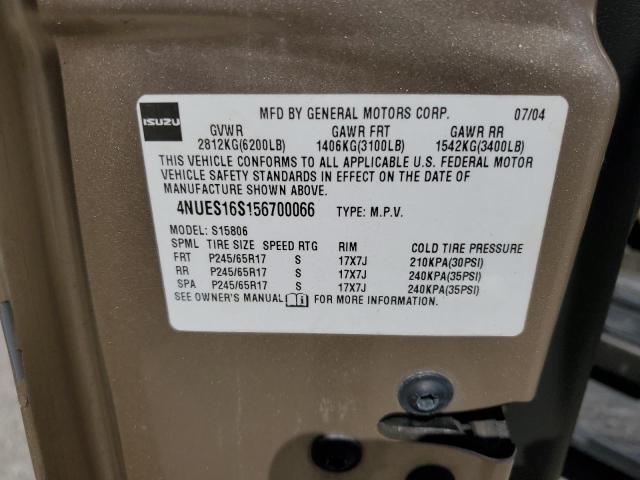 ISUZU MFD BY GENERAL MOTORS CORP. 07/04
GVWR GAWR FRT GAWR RR
2812KG(6200LB) 1406KG(3100LB) 1542KG(3400LB)
THIS VEHICLE CONFORMS TO ALL APPLICABLE U.S. FEDERAL MOTOR
VEHICLE SAFETY STANDARDS IN EFFECT ON THE DATE OF
MANUFACTURE SHOWN ABOVE.
4NUES16S156700066 TYPE: M.P.V.
MODEL: S15806
SPML TIRE SIZE SPEED RTG RIM COLD TIRE PRESSURE
FRT P245/65R17 S 17X7J 210KPA(30PSI)
RR P245/65R17 S 17X7J 240KPA(35PSI)
SPA P245/65R17 S 17X7J 240KPA(35PSI)
SEE OWNER'S MANUAL FOR MORE INFORMATION.